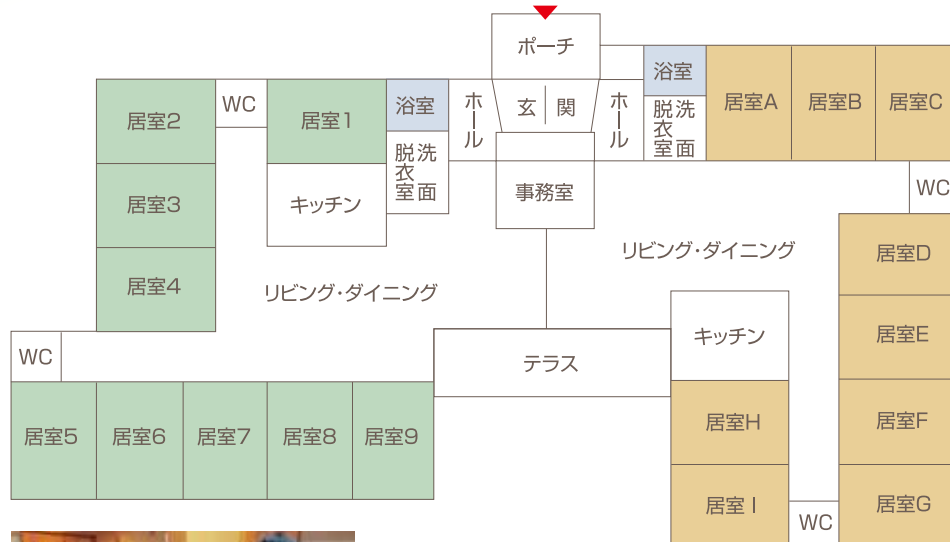 ポーチ
浴室
居室A
居室B
居室C
居室2
WC
居室1
浴室
ホール
玄
関
ホール
洗面
脱衣室
洗面
脱衣室
居室3
キッチン
事務室
WC
居室4
リビング・ダイニング
リビング・ダイニング
居室D
WC
テラス
キッチン
居室E
居室5
居室6
居室7
居室8
居室9
居室H
居室F
居室I
WC
居室G